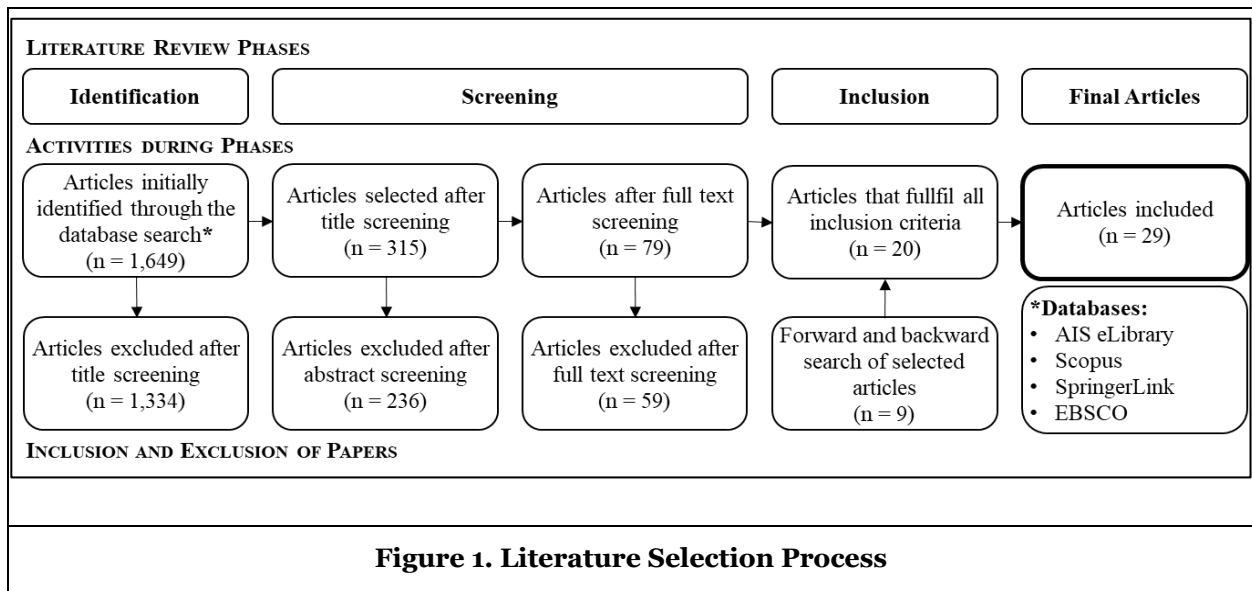 LITERATURE REVIEW PHASES
Identification
Screening
Inclusion
Final Articles
ACTIVITIES DURING PHASES
Articles initially
identified through the
database search*
(n = 1,649)
Articles selected after
title screening
(n = 315)
Articles after full text
screening
(n = 79)
Articles that fullfil all
inclusion criteria
(n = 20)
Articles included
(n = 29)
Articles excluded after
title screening
(n = 1,334)
Articles excluded after
abstract screening
(n = 236)
Articles excluded after
full text screening
(n = 59)
Forward and backward
search of selected
articles
(n = 9)
*Databases:
• AIS eLibrary
• Scopus
• SpringerLink
• EBSCO
INCLUSION AND EXCLUSION OF PAPERS
Figure 1. Literature Selection Process